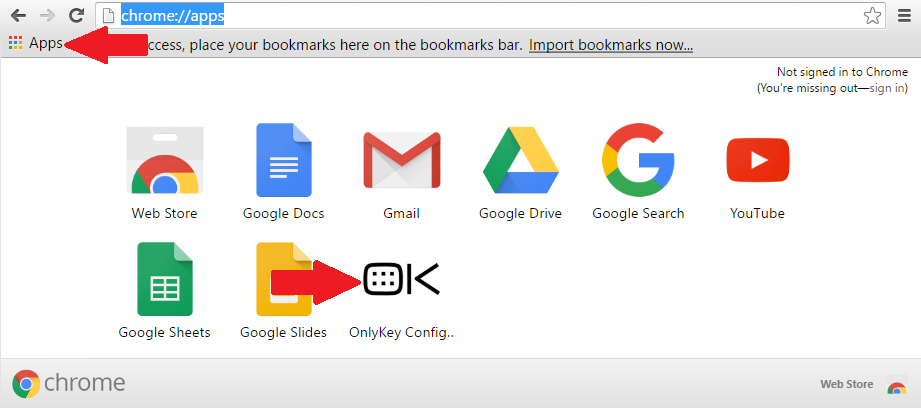 chrome://apps
Apps
ccess, place your bookmarks here on the bookmarks bar. Import bookmarks now...
Not signed in to Chrome
(You're missing out—sign in)
Web Store Google Docs Gmail Google Drive Google Search YouTube
Google Sheets Google Slides OnlyKey Config..
chrome
Web Store